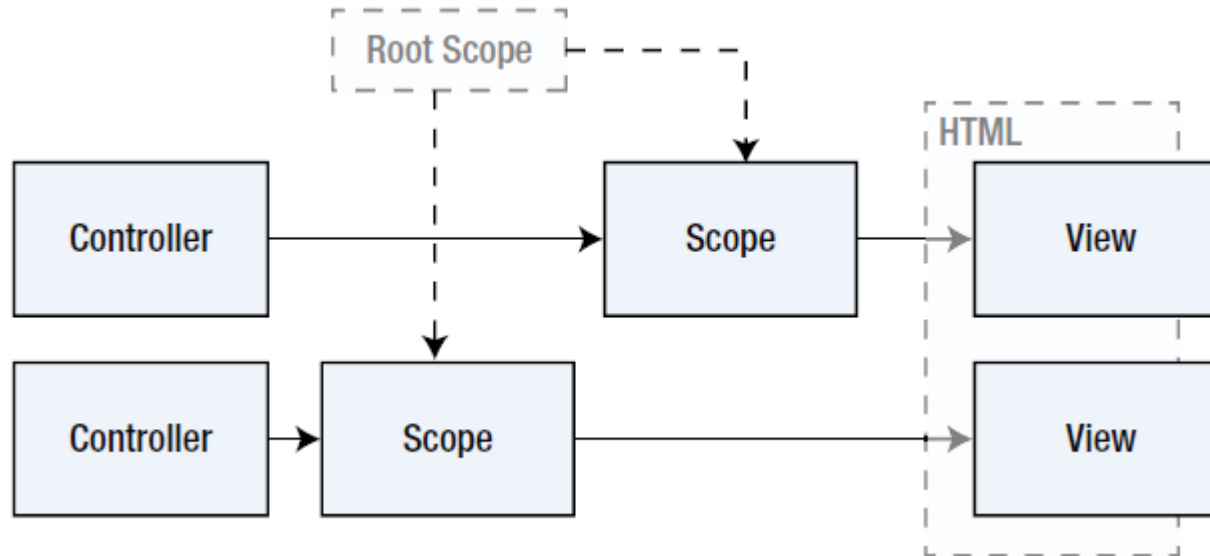 Root Scope
HTML
Controller
Scope
View
Controller
Scope
View